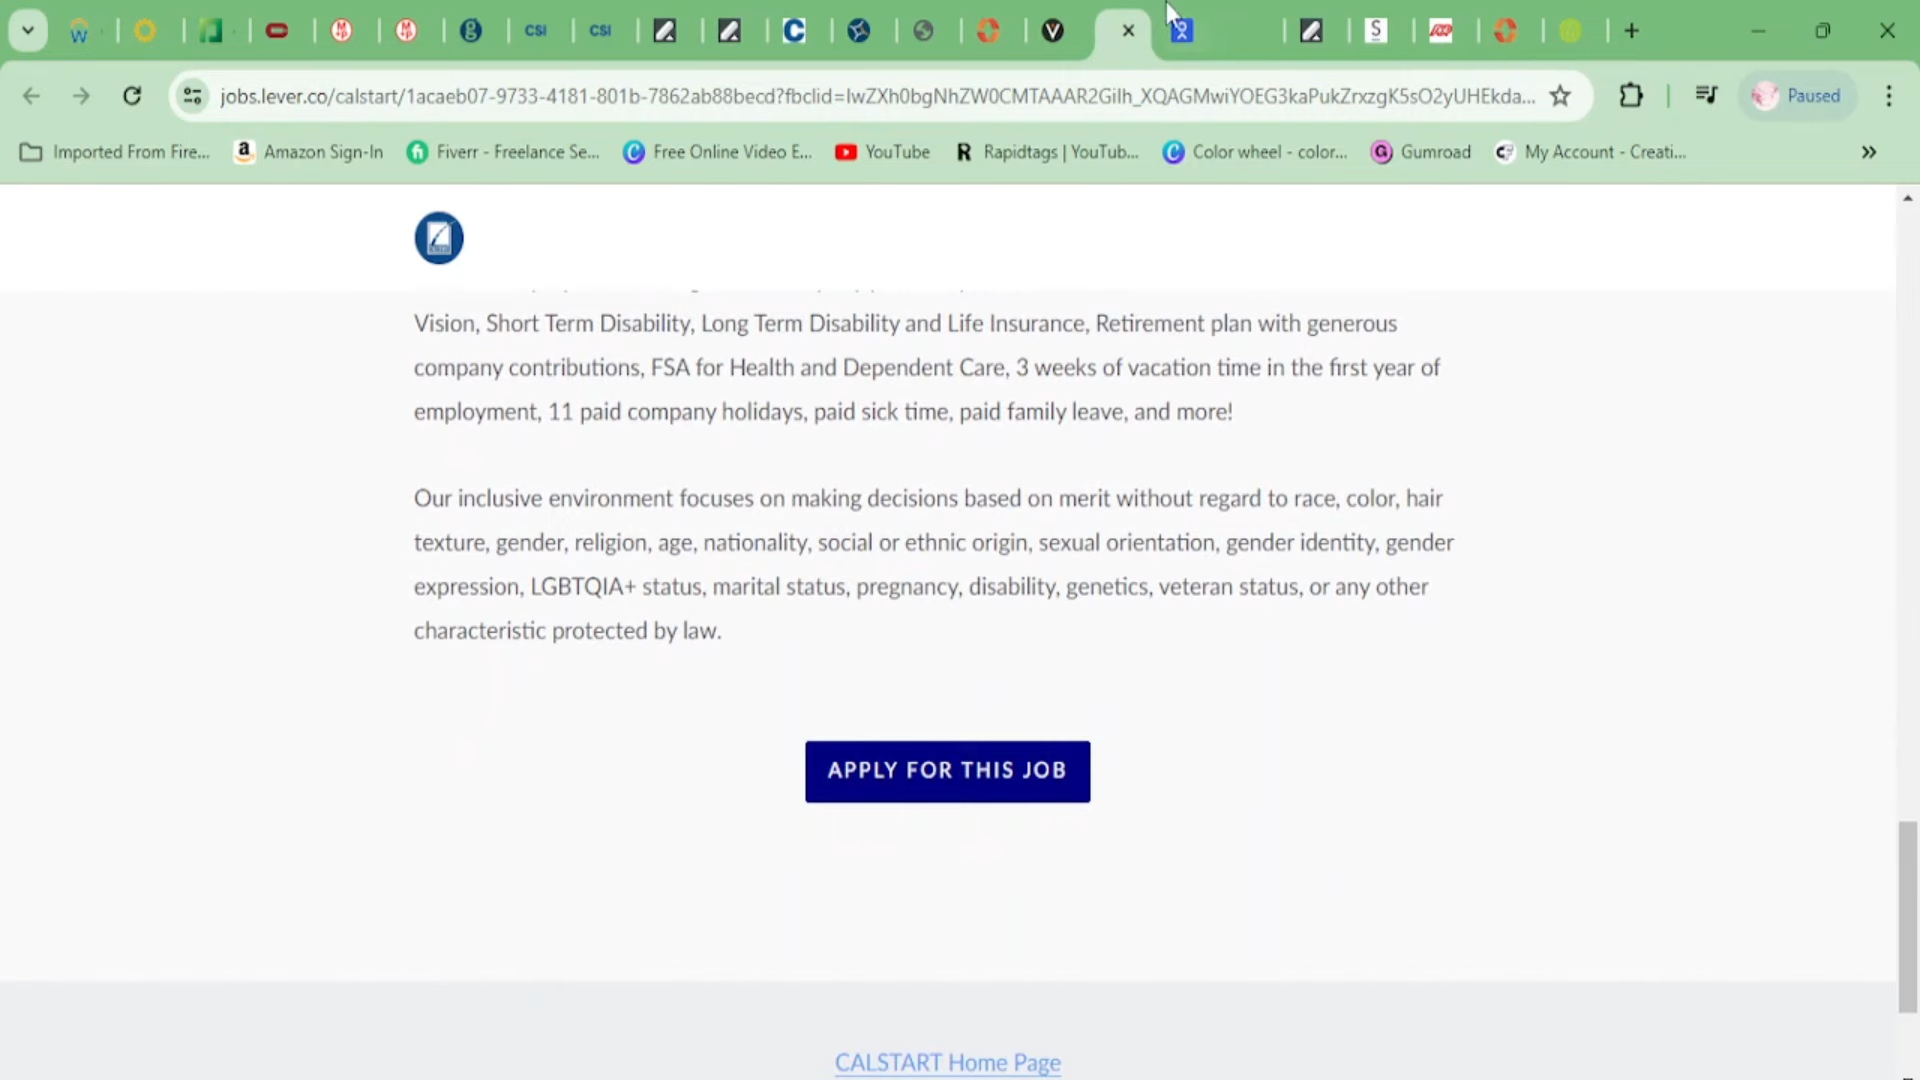 CSI
CSI
jobs.lever.co/calstart/1acaeb07-9733-4181-801b-7862ab88becd?fbclid=IwZXh0bgNhZW0CMTAAAR2Gilh_XQAGMwiYOEG3kaPukZrxzgK5sO2yUHEkda...
Paused
Imported From Fire...
Amazon Sign-In
Fiverr - Freelance Se...
Free Online Video E...
YouTube
Rapidtags | YouTub...
Color wheel - color...
Gumroad
My Account - Creati...
Vision, Short Term Disability, Long Term Disability and Life Insurance, Retirement plan with generous
company contributions, FSA for Health and Dependent Care, 3 weeks of vacation time in the first year of
employment, 11 paid company holidays, paid sick time, paid family leave, and more!
Our inclusive environment focuses on making decisions based on merit without regard to race, color, hair
texture, gender, religion, age, nationality, social or ethnic origin, sexual orientation, gender identity, gender
expression, LGBTQIA+ status, marital status, pregnancy, disability, genetics, veteran status, or any other
characteristic protected by law.
APPLY FOR THIS JOB
CALSTART Home Page